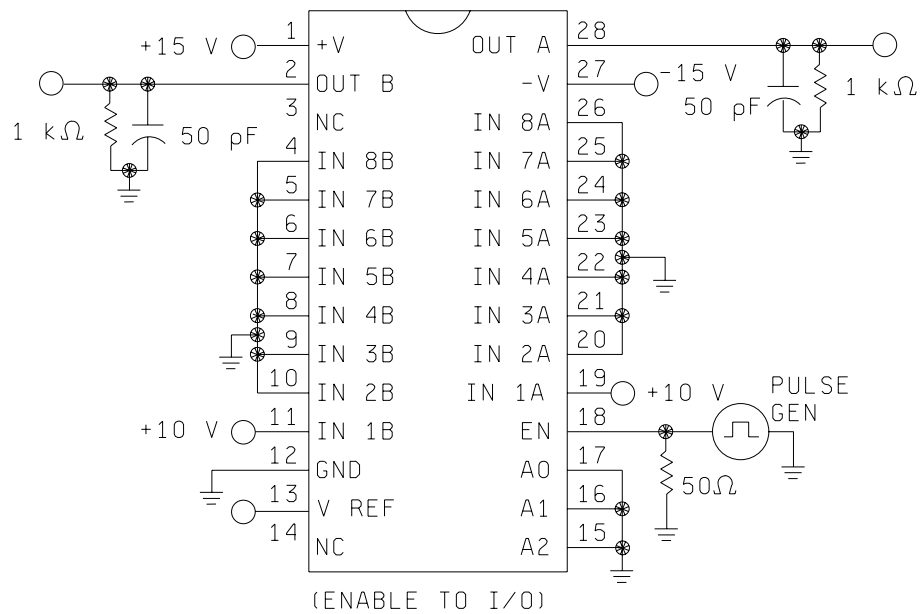 +15 V
1
+V
OUT A
28
2
OUT B
-V
27
-15 V
1 kΩ
50 pF
50 pF
1 kΩ
3
NC
IN 8A
26
4
IN 8B
IN 7A
25
5
IN 7B
IN 6A
24
6
IN 6B
IN 5A
23
7
IN 5B
IN 4A
22
8
IN 4B
IN 3A
21
9
IN 3B
IN 2A
20
10
IN 2B
IN 1A
19
+10 V
PULSE
GEN
+10 V
11
IN 1B
EN
18
12
GND
A0
17
50Ω
13
V REF
A1
16
14
NC
A2
15
(ENABLE TO I/O)